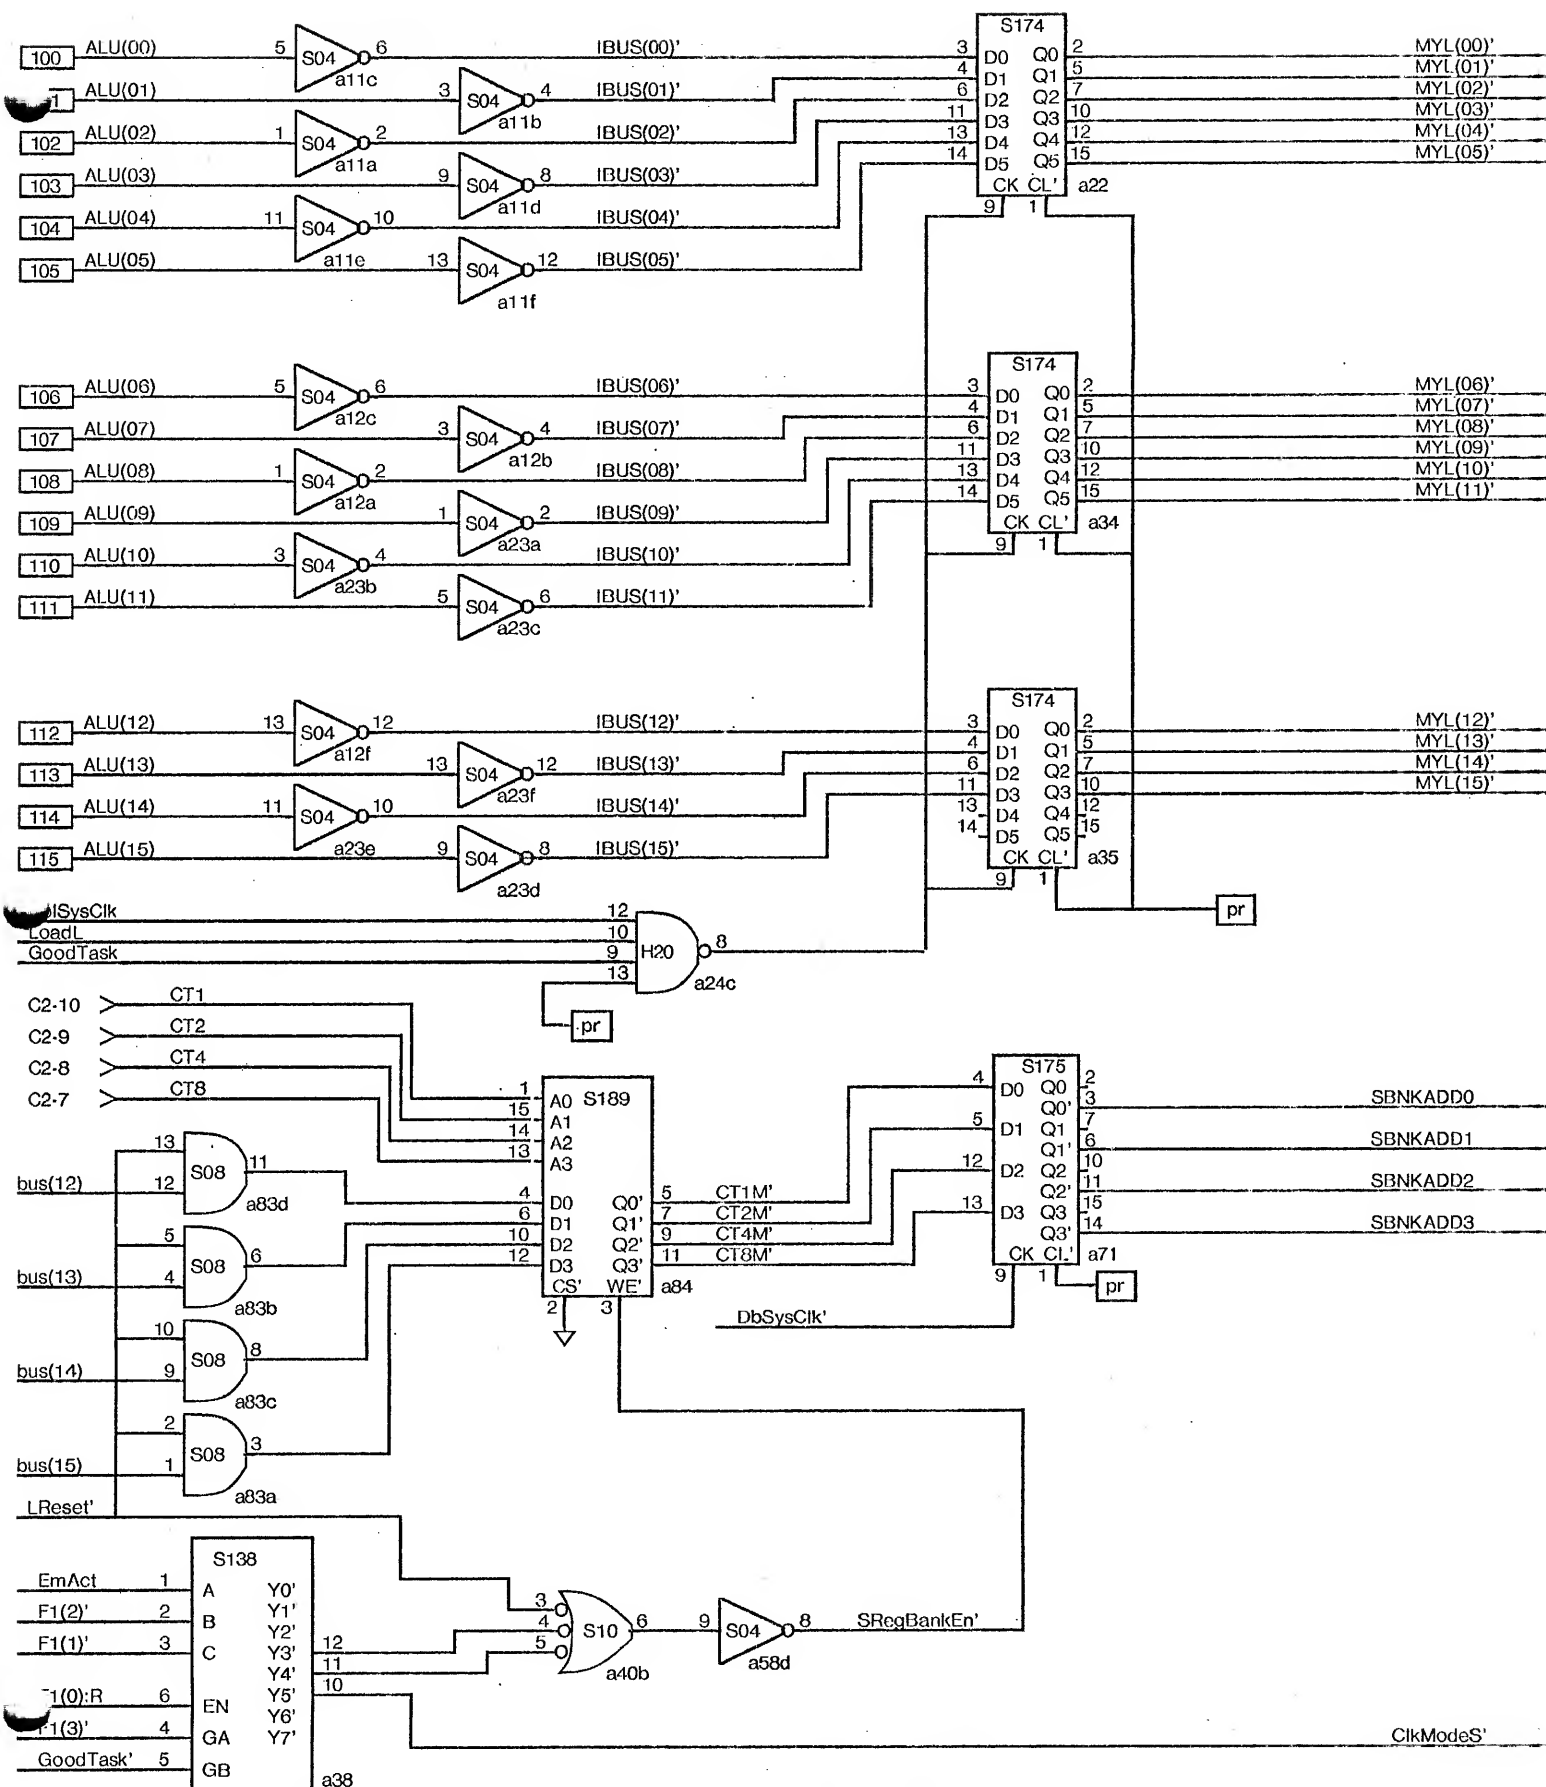 S174
100 ALU(00) 5 S04 6 IBUS(00)' 3 D0 Q0 2 MYL(00)'
a11c
ALU(01) 3 S04 4 IBUS(01)' 4 D1 Q1 5 MYL(01)'
a11b
102 ALU(02) 1 S04 2 IBUS(02)' 6 D2 Q2 7 MYL(02)'
a11a
103 ALU(03) 9 S04 8 IBUS(03)' 11 D3 Q3 10 MYL(03)'
a11d
104 ALU(04) 11 S04 10 IBUS(04)' 13 D4 Q4 12 MYL(04)'
a11e
105 ALU(05) 13 S04 12 IBUS(05)' 14 D5 Q5 15 MYL(05)'
a11f
CK CL' a22
9 1
S174
106 ALU(06) 5 S04 6 IBUS(06)' 3 D0 Q0 2 MYL(06)'
a12c
107 ALU(07) 3 S04 4 IBUS(07)' 4 D1 Q1 5 MYL(07)'
a12b
108 ALU(08) 1 S04 2 IBUS(08)' 6 D2 Q2 7 MYL(08)'
a12a
109 ALU(09) 1 S04 2 IBUS(09)' 11 D3 Q3 10 MYL(09)'
a23a
110 ALU(10) 3 S04 4 IBUS(10)' 13 D4 Q4 12 MYL(10)'
a23b
111 ALU(11) 5 S04 6 IBUS(11)' 14 D5 Q5 15 MYL(11)'
a23c
CK CL' a34
9 1
S174
112 ALU(12) 13 S04 12 IBUS(12)' 3 D0 Q0 2 MYL(12)'
a12f
113 ALU(13) 13 S04 12 IBUS(13)' 4 D1 Q1 5 MYL(13)'
a23f
114 ALU(14) 11 S04 10 IBUS(14)' 6 D2 Q2 7 MYL(14)'
a23e
115 ALU(15) 9 S04 8 IBUS(15)' 11 D3 Q3 10 MYL(15)'
a23d
13 D4 Q4 12
14 D5 Q5 15
CK CL' a35
9 1
pr
12
LoadL 10
GoodTask 9 H20 8
13
a24c
pr
C2-10 CT1
C2-9 CT2
C2-8 CT4
C2-7 CT8
S189
1 A0
15 A1
14 A2
13 A3
13 S08 11
bus(12) 12
a83d
4 D0 Q0' 5 CT1M'
6 D1 Q1' 7 CT2M'
10 D2 Q2' 9 CT4M'
12 D3 Q3' 11 CT8M'
CS' WE' a84
2 3
5 S08 6
bus(13) 4
a83b
10 S08 8
bus(14) 9
a83c
2 S08 3
bus(15) 1
a83a
S175
4 D0 Q0 2
Q0' 3 SBNKADD0
5 D1 Q1 7
Q1' 6 SBNKADD1
12 D2 Q2 10
Q2' 11 SBNKADD2
13 D3 Q3 15
Q3' 14 SBNKADD3
CK CL' a71
9 1 pr
DbSysClk'
LReset'
S138
EmAct 1 A Y0'
F1(2)' 2 B Y1'
Y2'
F1(1)' 3 C Y3' 12
Y4' 11
6 EN Y5' 10
Y6'
4 GA Y7'
GoodTask' 5 GB
a38
3
4 S10 6
5
a40b
9 S04 8 SRegBankEn'
a58d
ClkModeS'